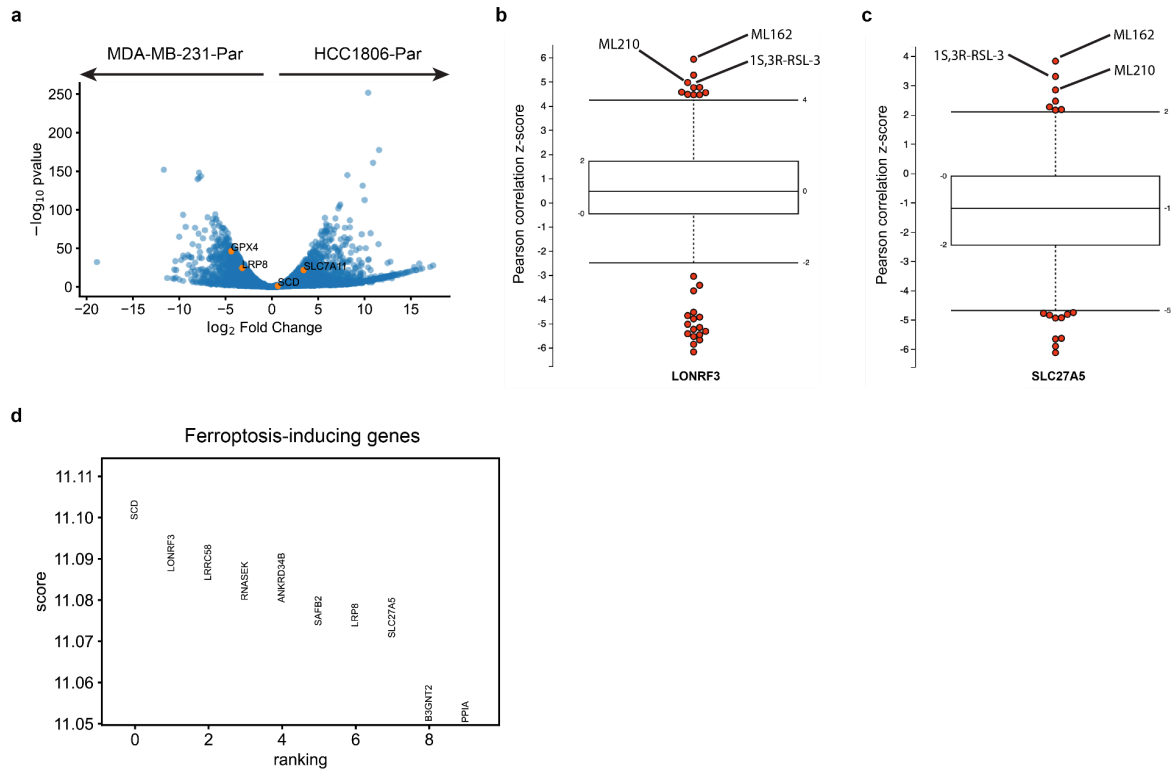 a
MDA-MB-231-Par
HCC1806-Par
250
200
150
100
50
0
−log10 pvalue
GPX4
LRP8
SLC7A11
SCD
−20 −15 −10 −5 0 5 10 15
log2 Fold Change
b
ML210
ML162
1S,3R-RSL-3
Pearson correlation z-score
6
5
4
3
2
1
0
-1
-2
-3
-4
-5
-6
4
2
0
-0
-2
LONRF3
c
1S,3R-RSL-3
ML162
ML210
Pearson correlation z-score
4
3
2
1
0
-1
-2
-3
-4
-5
-6
2
-0
-1
-2
-5
SLC27A5
d
Ferroptosis-inducing genes
11.11
11.10
11.09
11.08
11.07
11.06
11.05
score
SCD
LONRF3
LRRC58
RNASEK
ANKRD34B
SAFB2
LRP8
SLC27A5
B3GNT2
PPIA
0 2 4 6 8
ranking